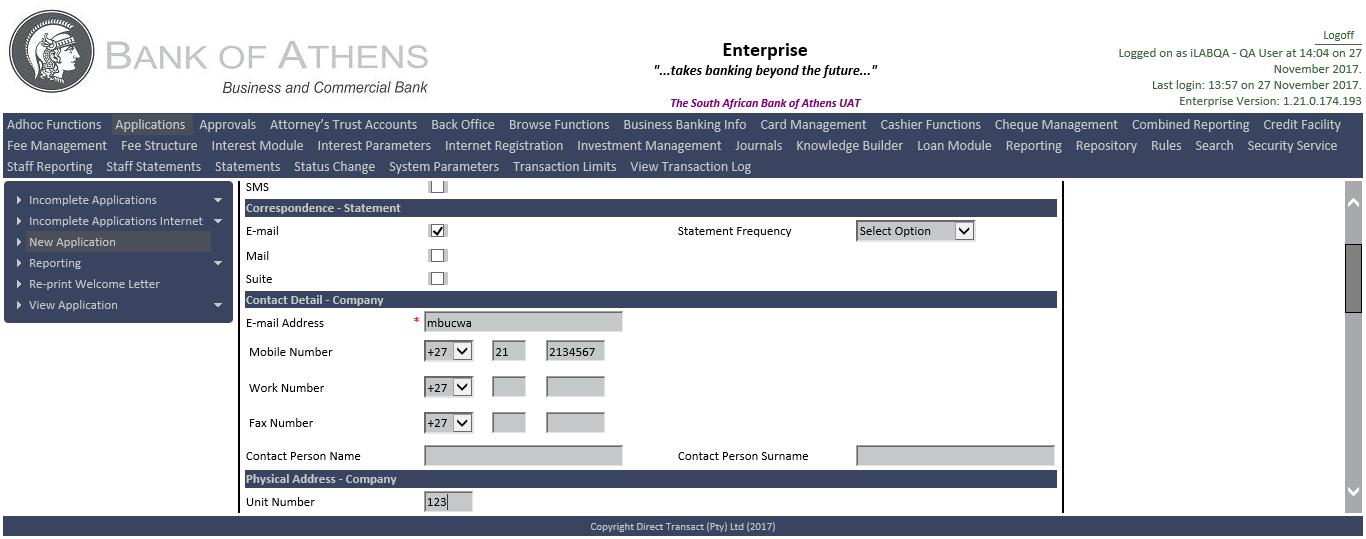 BANK OF ATHENS
Business and Commercial Bank
Enterprise
"...takes banking beyond the future..."
The South African Bank of Athens UAT
Logoff
Logged on as iLABQA - QA User at 14:04 on 27
November 2017.
Last login: 13:57 on 27 November 2017.
Enterprise Version: 1.21.0.174.193
Adhoc Functions Applications Approvals Attorney's Trust Accounts Back Office Browse Functions Business Banking Info Card Management Cashier Functions Cheque Management Combined Reporting Credit Facility
Fee Management Fee Structure Interest Module Interest Parameters Internet Registration Investment Management Journals Knowledge Builder Loan Module Reporting Repository Rules Search Security Service
Staff Reporting Staff Statements Statements Status Change System Parameters Transaction Limits View Transaction Log
Incomplete Applications
Incomplete Applications Internet
New Application
Reporting
Re-print Welcome Letter
View Application
SMS
Correspondence - Statement
E-mail Statement Frequency Select Option
Mail
Suite
Contact Detail - Company
E-mail Address * mbucwa
Mobile Number +27 21 2134567
Work Number +27
Fax Number +27
Contact Person Name Contact Person Surname
Physical Address - Company
Unit Number 123
Copyright Direct Transact (Pty) Ltd (2017)